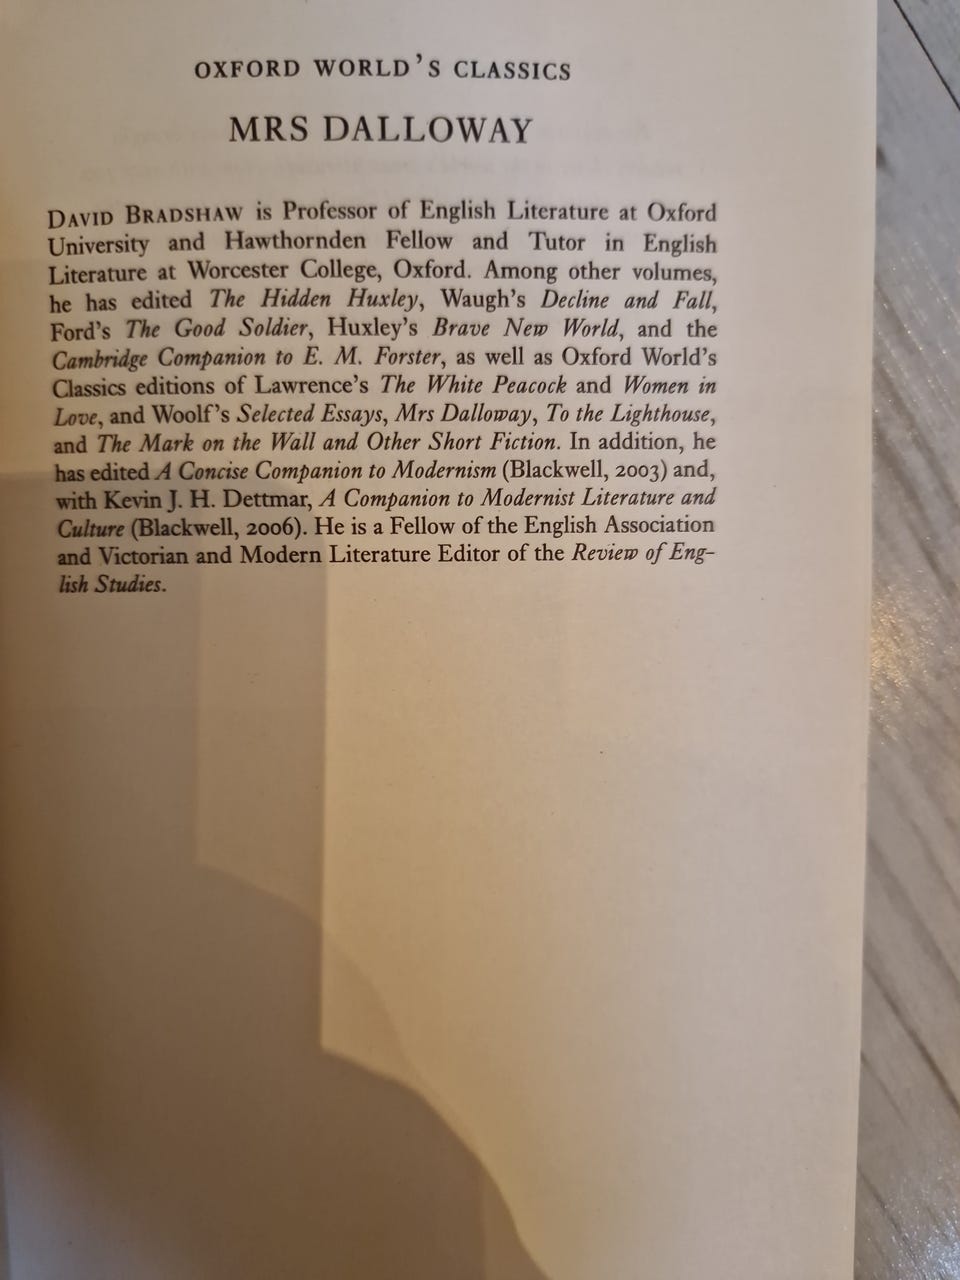 OXFORD WORLD'S CLASSICS
MRS DALLOWAY
DAVID BRADSHAW is Professor of English Literature at Oxford
University and Hawthornden Fellow and Tutor in English
Literature at Worcester College, Oxford. Among other volumes,
he has edited The Hidden Huxley, Waugh's Decline and Fall,
Ford's The Good Soldier, Huxley's Brave New World, and the
Cambridge Companion to E. M. Forster, as well as Oxford World's
Classics editions of Lawrence's The White Peacock and Women in
Love, and Woolf's Selected Essays, Mrs Dalloway, To the Lighthouse,
and The Mark on the Wall and Other Short Fiction. In addition, he
has edited A Concise Companion to Modernism (Blackwell, 2003) and,
with Kevin J. H. Dettmar, A Companion to Modernist Literature and
Culture (Blackwell, 2006). He is a Fellow of the English Association
and Victorian and Modern Literature Editor of the Review of Eng-
lish Studies.